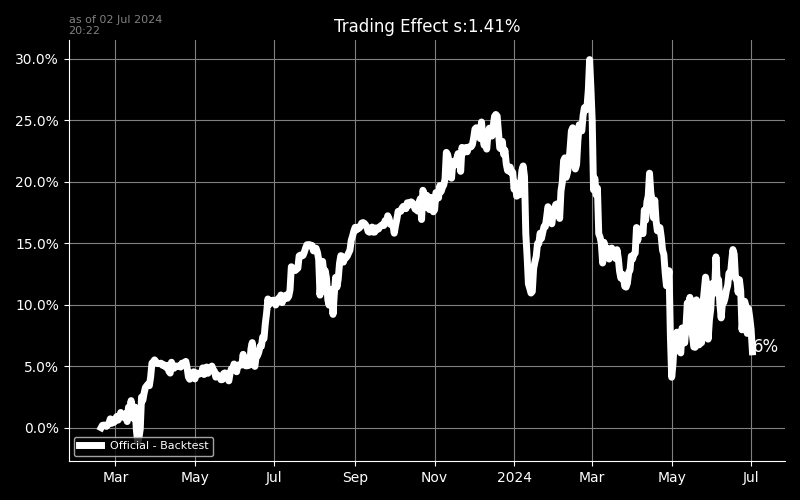 as of 02 Jul 2024
20:22
Trading Effect s:1.41%
30.0%
25.0%
20.0%
15.0%
10.0%
5.0%
0.0%
6%
Official - Backtest
Mar May Jul Sep Nov 2024 Mar May Jul